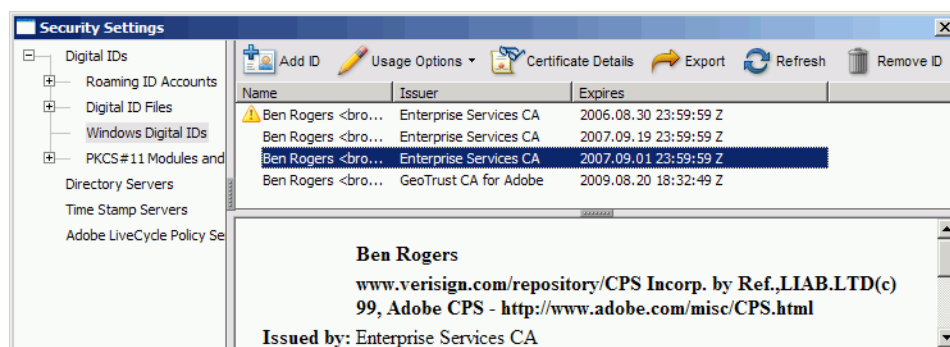 Security Settings
Digital IDs
Roaming ID Accounts
Digital ID Files
Windows Digital IDs
PKCS#11 Modules and
Directory Servers
Time Stamp Servers
Adobe LiveCycle Policy Se
Add ID Usage Options Certificate Details Export Refresh Remove ID
Name Issuer Expires
Ben Rogers <bro... Enterprise Services CA 2006.08.30 23:59:59 Z
Ben Rogers <bro... Enterprise Services CA 2007.09.19 23:59:59 Z
Ben Rogers <bro... Enterprise Services CA 2007.09.01 23:59:59 Z
Ben Rogers <bro... GeoTrust CA for Adobe 2009.08.20 18:32:49 Z
Ben Rogers
www.verisign.com/repository/CPS Incorp. by Ref.,LIAB.LTD(c)
99, Adobe CPS - http://www.adobe.com/misc/CPS.html
Issued by: Enterprise Services CA